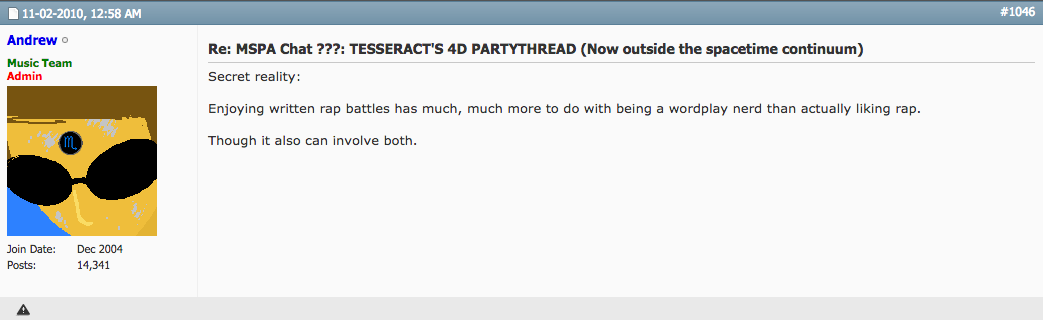 11-02-2010, 12:58 AM
#1046
Andrew
Music Team
Admin
♏
Join Date: Dec 2004
Posts: 14,341
Re: MSPA Chat ???: TESSERACT'S 4D PARTYTHREAD (Now outside the spacetime continuum)
Secret reality:
Enjoying written rap battles has much, much more to do with being a wordplay nerd than actually liking rap.
Though it also can involve both.